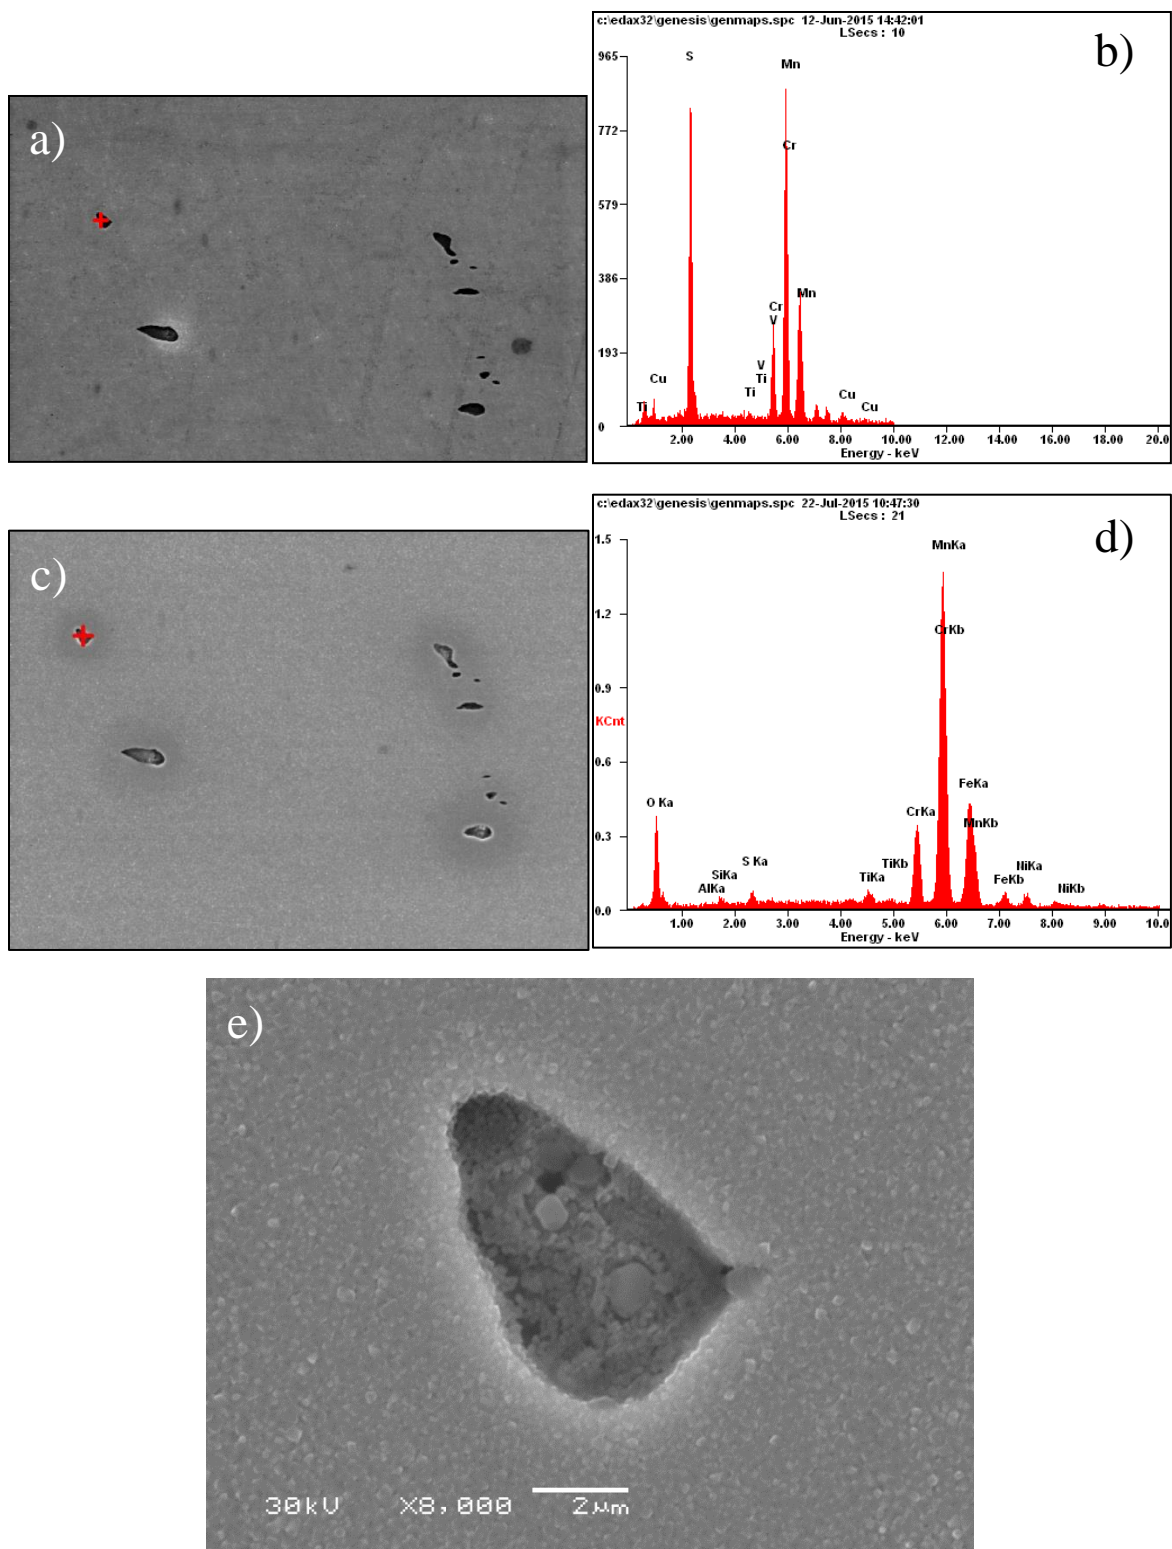 a)
c:\edax32\genesis\genmaps.spc 12-Jun-2015 14:42:01
LSecs : 10
b)
965
772
579
386
193
0
S
Mn
Cr
Mn
Cr
V
V
Ti
Ti
Cu
Ti
Cu
Cu
2.00 4.00 6.00 8.00 10.00 12.00 14.00 16.00 18.00 20.0
Energy - keV
c)
c:\edax32\genesis\genmaps.spc 22-Jul-2015 10:47:30
LSecs : 21
d)
1.5
1.2
0.9
KCnt
0.6
0.3
0.0
MnKa
CrKb
O Ka
FeKa
CrKa
MnKb
S Ka
TiKb
SiKa
TiKa
NiKa
AlKa
FeKb
NiKb
1.00 2.00 3.00 4.00 5.00 6.00 7.00 8.00 9.00 10.0
Energy - keV
e)
30kV X8,000 2µm